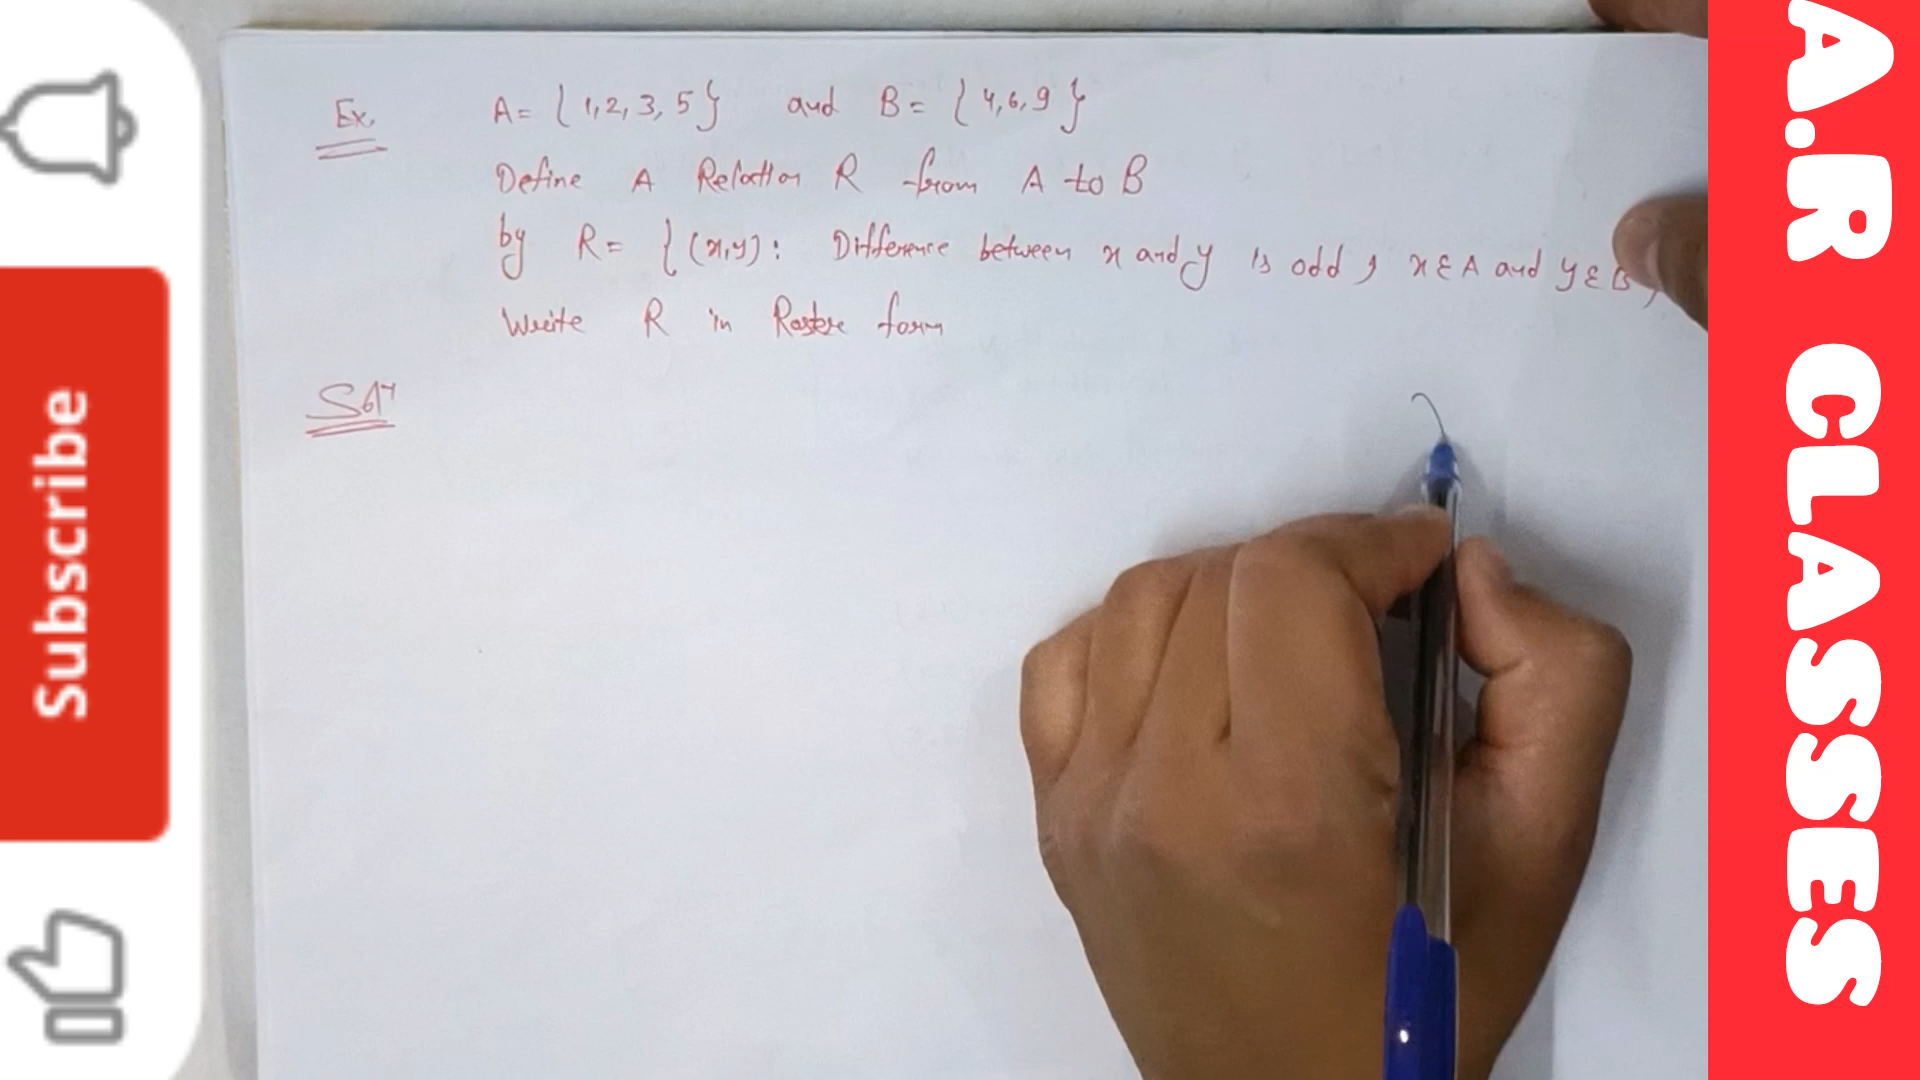 Ex. A = { 1, 2, 3, 5 } and B = { 4, 6, 9 }
Define A Relation R from A to B
by R = { (x, y) : Difference between x and y is odd , x ε A and y ε B
Write R in Roster form
Solⁿ
Subscribe
A.R CLASSES